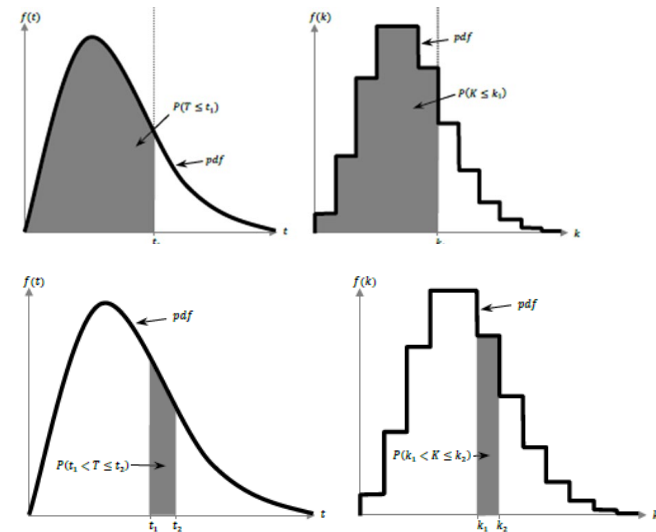 f(t)
pdf
P(T ≤ t₁)
t
f(k)
pdf
P(K ≤ k₁)
k
f(t)
pdf
P(t₁ < T ≤ t₂)
t₁ t₂
t
f(k)
pdf
P(k₁ < K ≤ k₂)
k₁ k₂